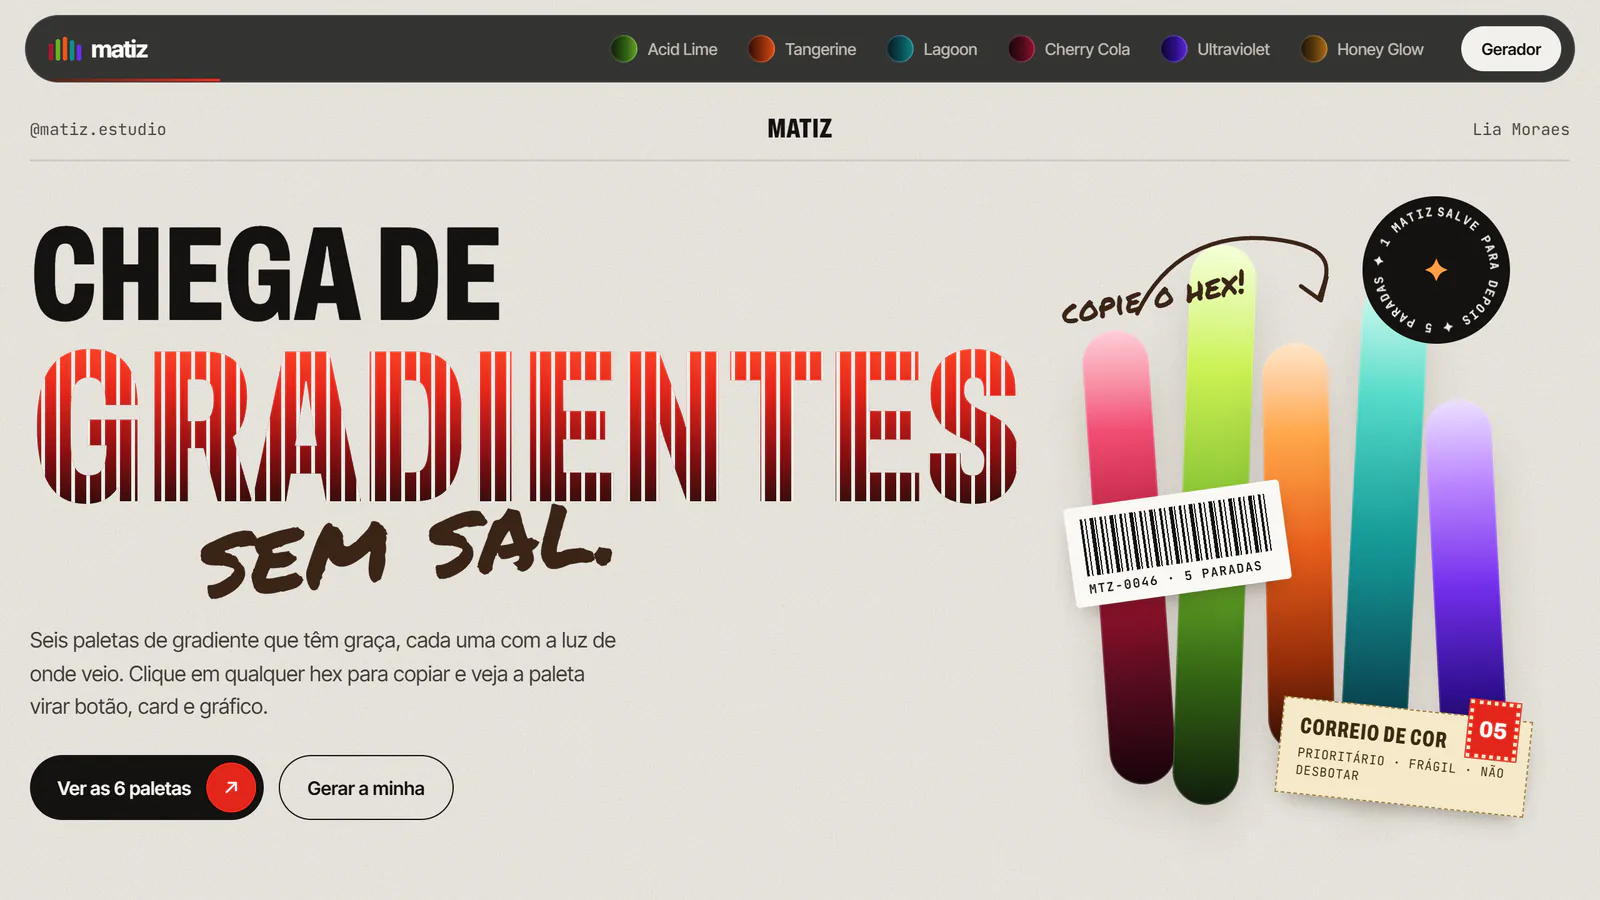 matiz
Acid Lime
Tangerine
Lagoon
Cherry Cola
Ultraviolet
Honey Glow
Gerador
@matiz.estudio
MATIZ
Lia Moraes
CHEGA DE
GRADIENTES
SEM SAL.
Seis paletas de gradiente que têm graça, cada uma com a luz de
onde veio. Clique em qualquer hex para copiar e veja a paleta
virar botão, card e gráfico.
Ver as 6 paletas
Gerar a minha
COPIE O HEX!
SALVE PARA DEPOIS ✦ 5 PARADAS ✦ 1 MATIZ
MTZ-0046 · 5 PARADAS
CORREIO DE COR
05
PRIORITÁRIO · FRÁGIL · NÃO
DESBOTAR